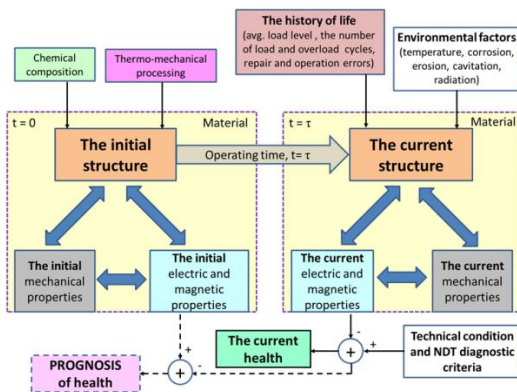 Chemical
composition
Thermo-mechanical
processing
The history of life
(avg. load level , the number
of load and overload cycles,
repair and operation errors)
Environmental factors
(temperature, corrosion,
erosion, cavitation,
radiation)
t = 0
Material
The initial
structure
Operating time, t= τ
t = τ
Material
The current
structure
The initial
mechanical
properties
The initial
electric and
magnetic
properties
The current
electric and
magnetic
properties
The current
mechanical
properties
PROGNOSIS
of health
+
-
+
The current
health
-
+
+
Technical condition
and NDT diagnostic
criteria